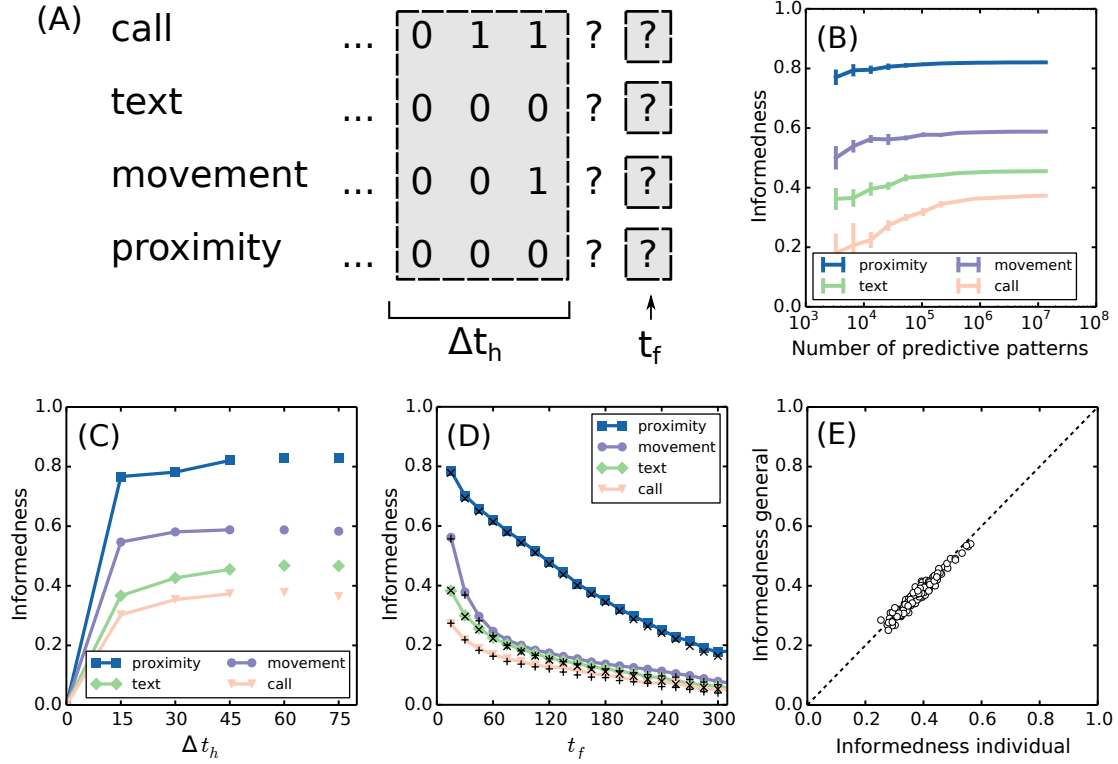 (A)
call ... 0 1 1 ? ?
text ... 0 0 0 ? ?
movement ... 0 0 1 ? ?
proximity ... 0 0 0 ? ?
Δt_h t_f
(B)
Informedness
1.0
0.8
0.6
0.4
0.2
0.0
proximity movement
text call
10^3 10^4 10^5 10^6 10^7 10^8
Number of predictive patterns
(C)
Informedness
1.0
0.8
0.6
0.4
0.2
0.0
proximity movement
text call
0 15 30 45 60 75
Δ t_h
(D)
Informedness
1.0
0.8
0.6
0.4
0.2
0.0
proximity
movement
text
call
0 60 120 180 240 300
t_f
(E)
Informedness general
1.0
0.8
0.6
0.4
0.2
0.0
0.0 0.2 0.4 0.6 0.8 1.0
Informedness individual